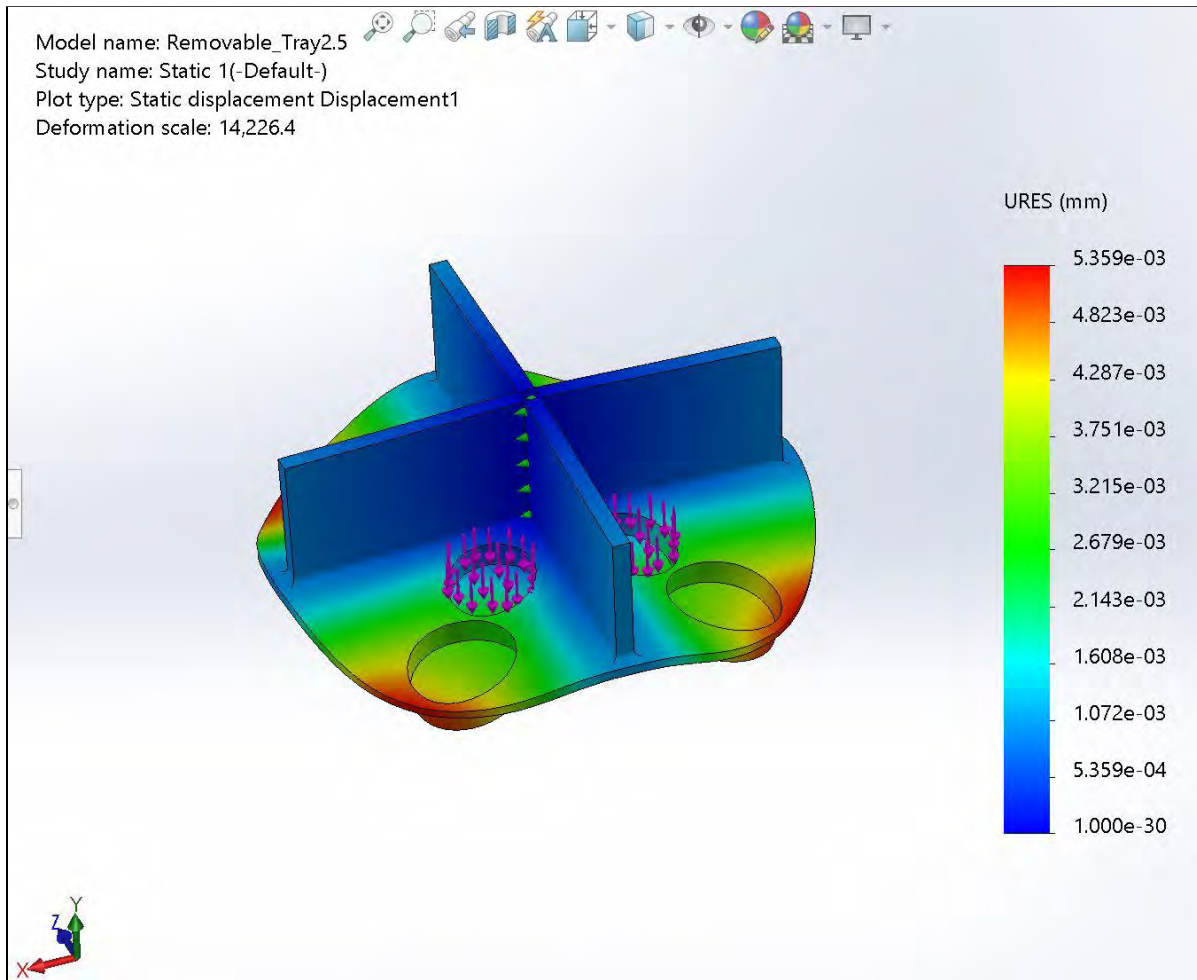 Model name: Removable_Tray2.5
Study name: Static 1(-Default-)
Plot type: Static displacement Displacement1
Deformation scale: 14,226.4
URES (mm)
5.359e-03
4.823e-03
4.287e-03
3.751e-03
3.215e-03
2.679e-03
2.143e-03
1.608e-03
1.072e-03
5.359e-04
1.000e-30
Y
Z
X